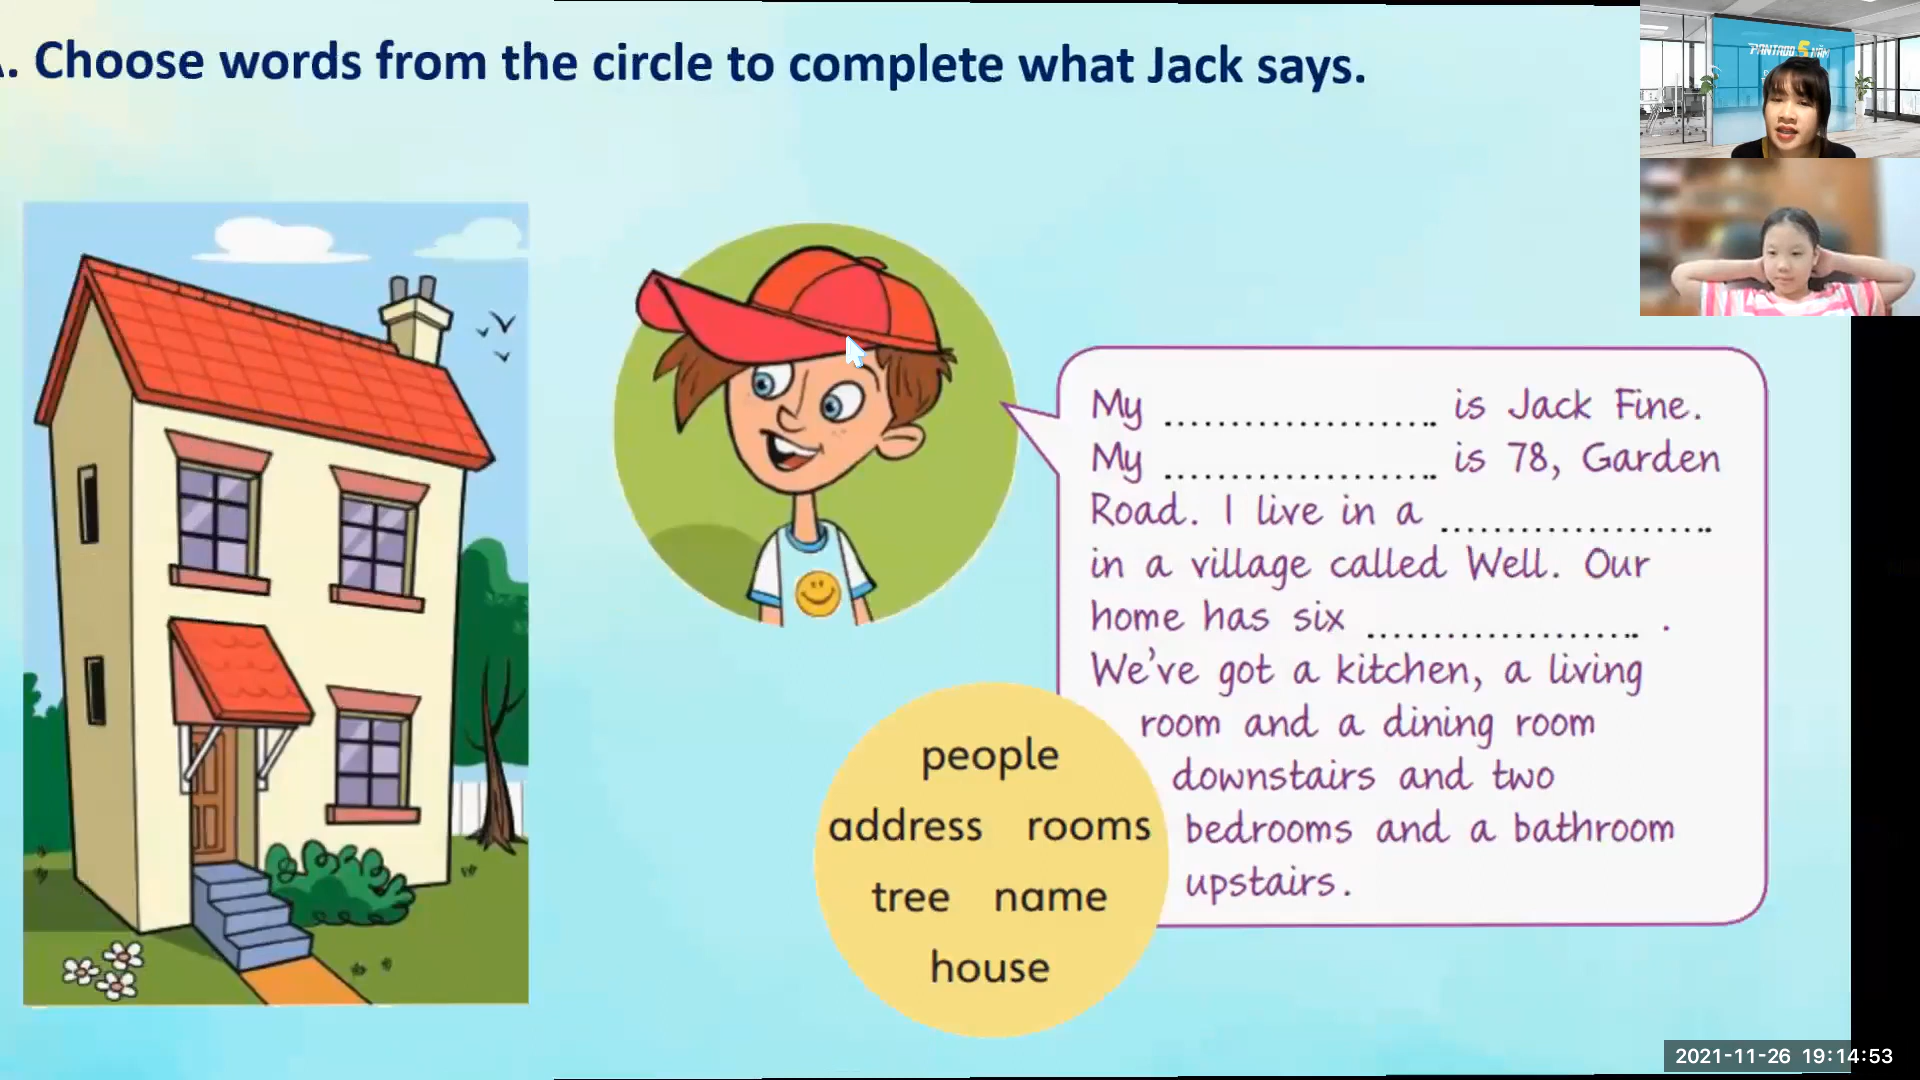 . Choose words from the circle to complete what Jack says.
PANTADO 5 NĂM
My .................... is Jack Fine.
My .................... is 78, Garden
Road. I live in a ....................
in a village called Well. Our
home has six .................... .
We've got a kitchen, a living
room and a dining room
downstairs and two
bedrooms and a bathroom
upstairs.
people
address rooms
tree name
house
2021-11-26 19:14:53